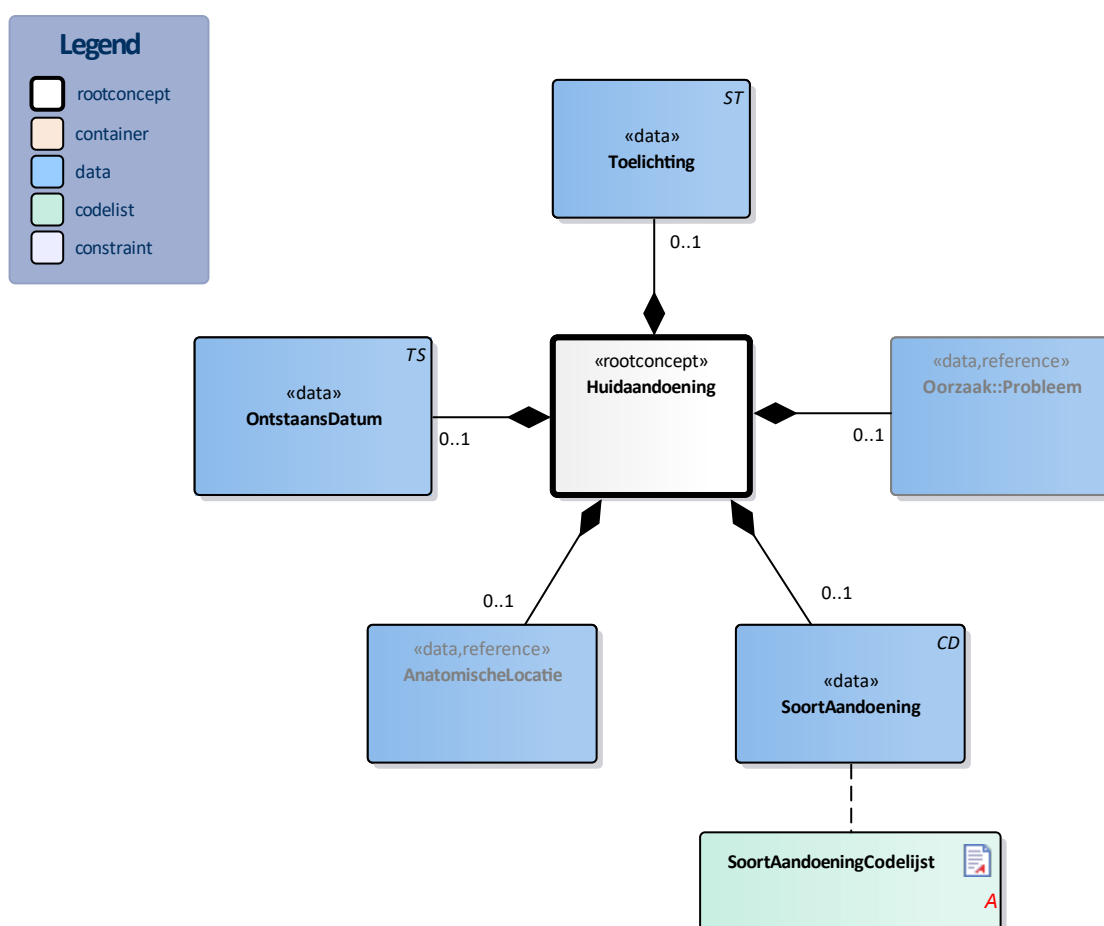 Legend
rootconcept
container
data
codelist
constraint
ST
«data»
Toelichting
0..1
TS
«data»
OntstaansDatum
0..1
«rootconcept»
Huidaandoening
«data,reference»
Oorzaak::Probleem
0..1
0..1
«data,reference»
AnatomischeLocatie
0..1
CD
«data»
SoortAandoening
SoortAandoeningCodelijst
A